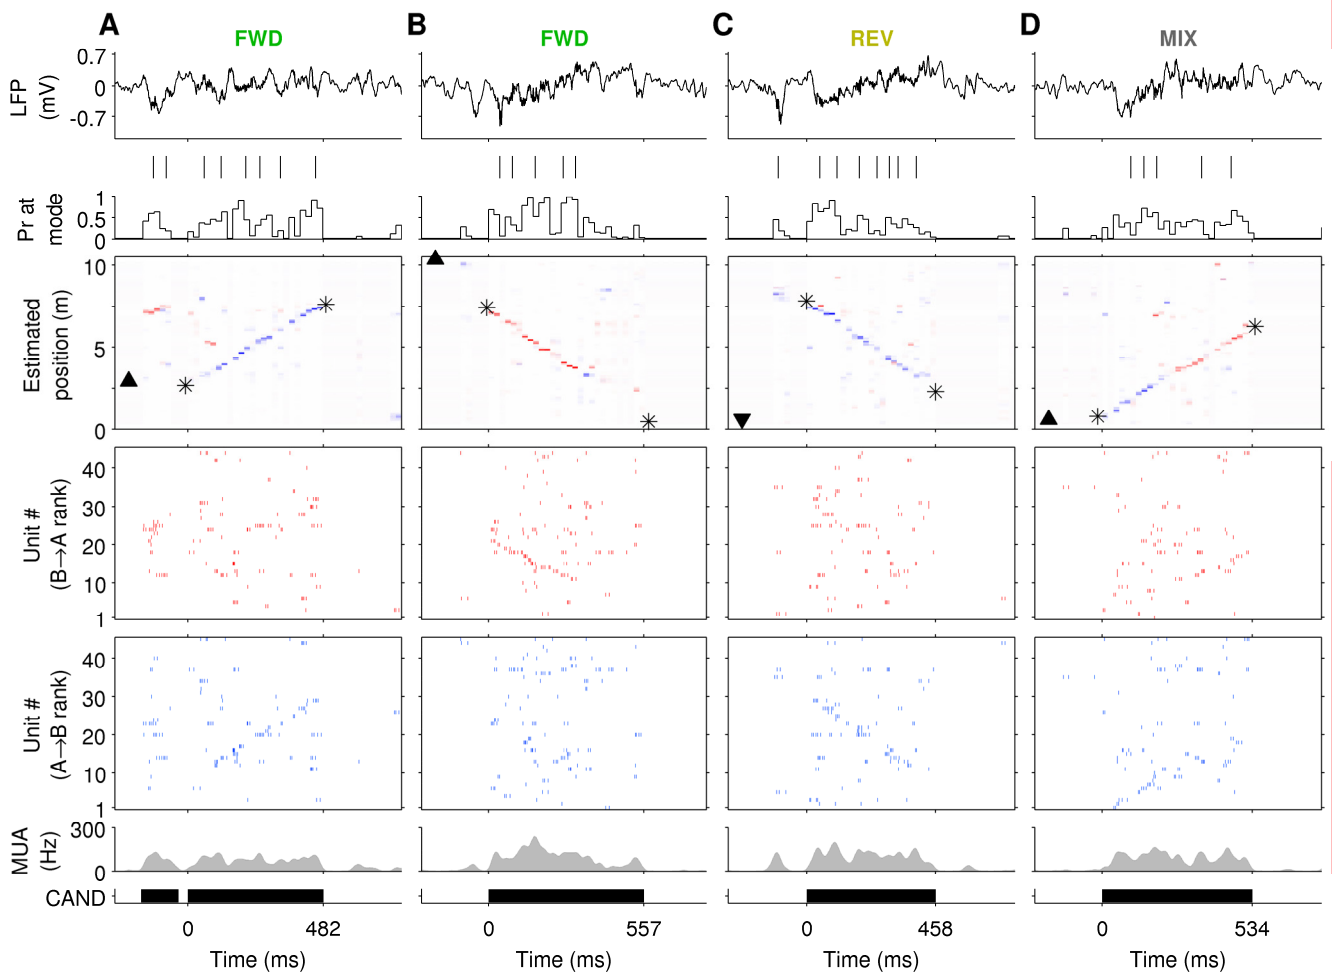 A B C D
FWD FWD REV MIX
LFP
(mV)
0.7
0
-0.7
Pr at
mode
1
0.5
0
Estimated
position (m)
10
5
0
Unit #
(B→A rank)
40
30
20
10
1
Unit #
(A→B rank)
40
30
20
10
1
MUA
(Hz)
300
0
CAND
0 482 0 557 0 458 0 534
Time (ms) Time (ms) Time (ms) Time (ms)